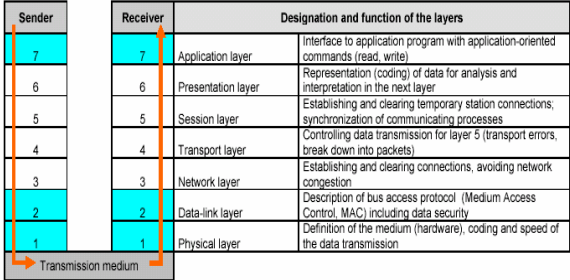 Sender Receiver Designation and function of the layers
7 7 Application layer Interface to application program with application-oriented
commands (read, write)
6 6 Presentation layer Representation (coding) of data for analysis and
interpretation in the next layer
5 5 Session layer Establishing and clearing temporary station connections;
synchronization of communicating processes
4 4 Transport layer Controlling data transmission for layer 5 (transport errors,
break down into packets)
3 3 Network layer Establishing and clearing connections, avoiding network
congestion
2 2 Data-link layer Description of bus access protocol (Medium Access
Control, MAC) including data security
1 1 Physical layer Definition of the medium (hardware), coding and speed of
the data transmission
Transmission medium